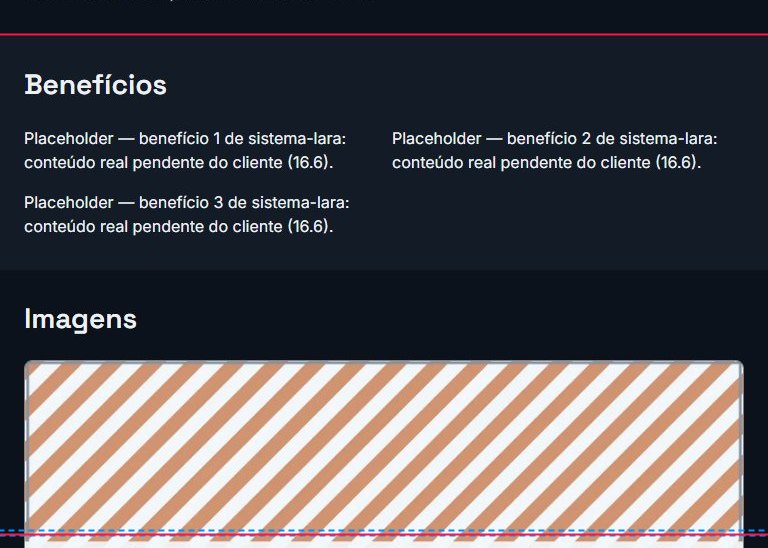 Benefícios
Placeholder — benefício 1 de sistema-lara:
conteúdo real pendente do cliente (16.6).
Placeholder — benefício 2 de sistema-lara:
conteúdo real pendente do cliente (16.6).
Placeholder — benefício 3 de sistema-lara:
conteúdo real pendente do cliente (16.6).
Imagens